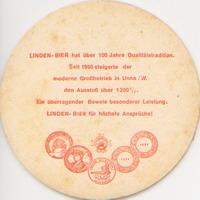 LINDEN-BIER hat über 100 Jahre Qualitätstradition.
Seit 1950 steigerte der
moderne Großbetrieb in Unna/W.
den Ausstoß über 1200%.
Ein überragender Beweis besonderer Leistung.
LINDEN-BIER für höchste Ansprüche!